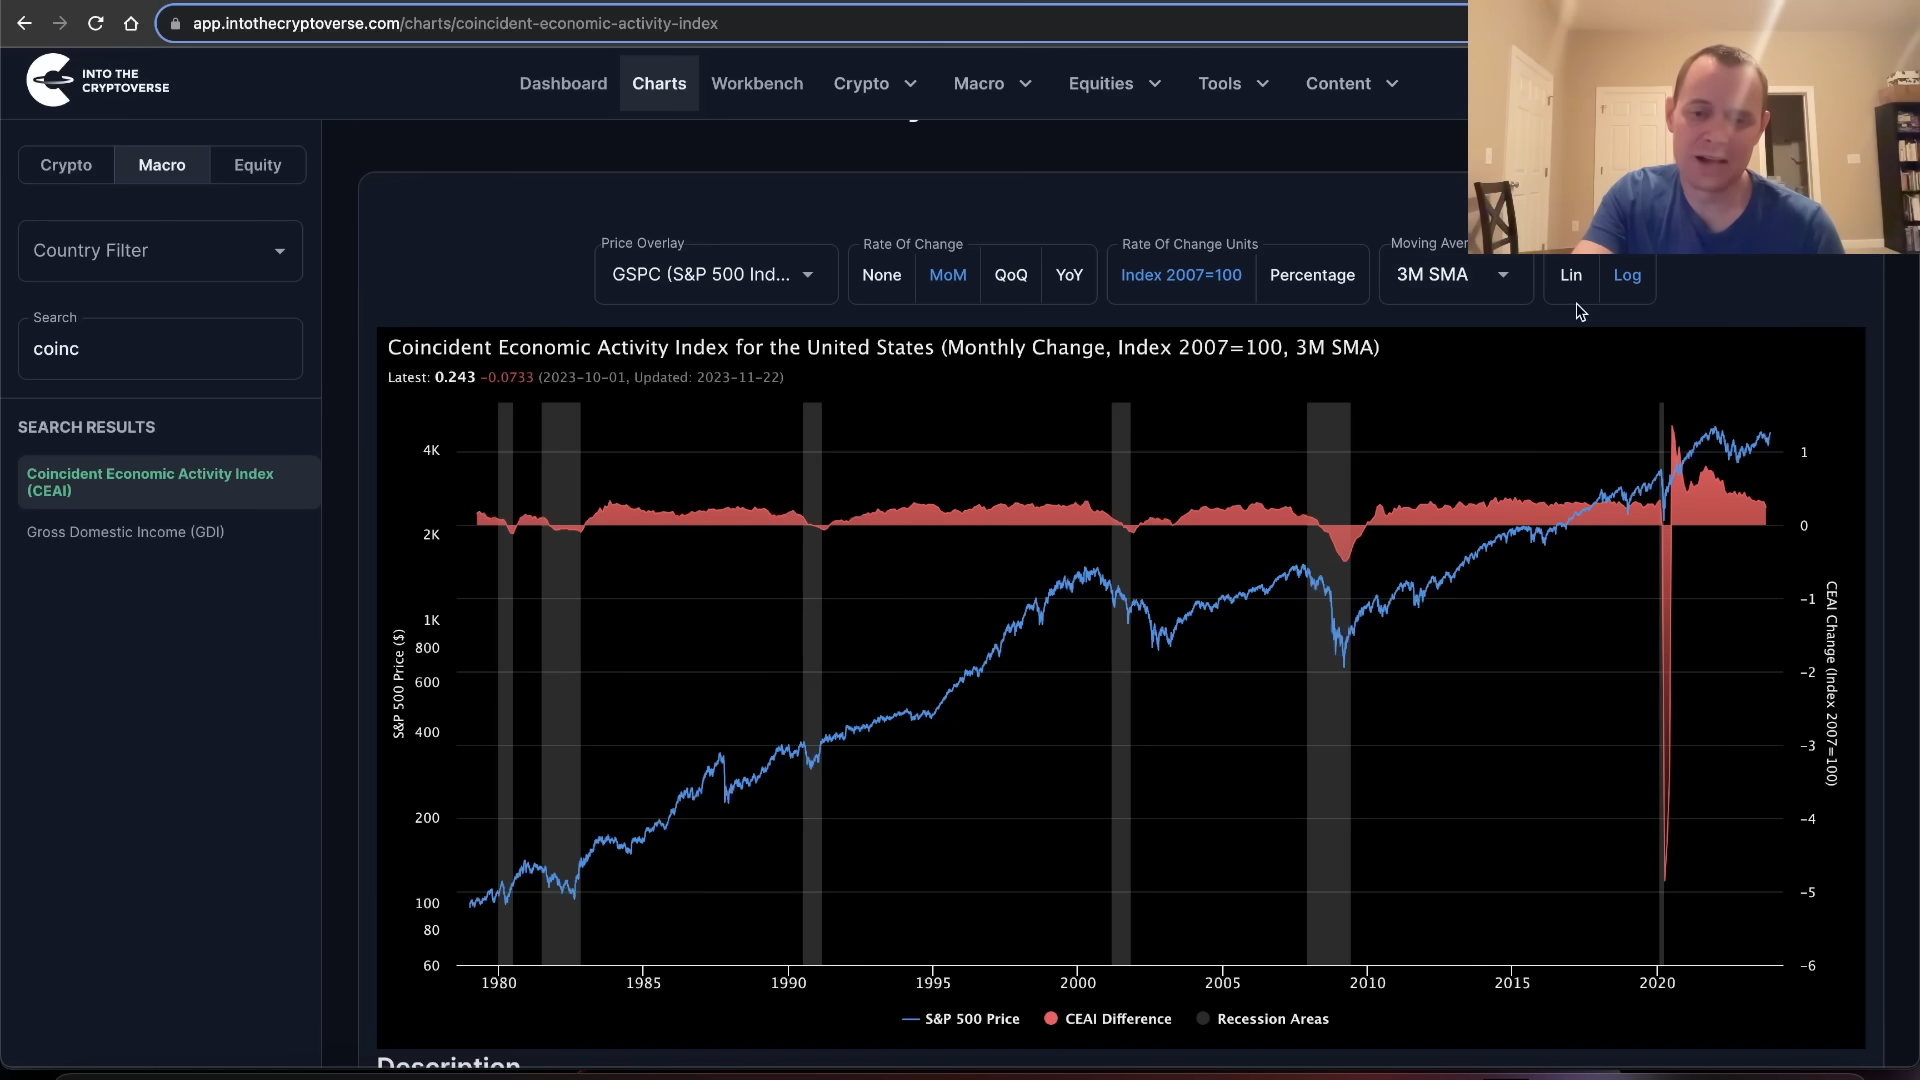 app.intothecryptoverse.com/charts/coincident-economic-activity-index
INTO THE
CRYPTOVERSE
Dashboard
Charts
Workbench
Crypto
Macro
Equities
Tools
Content
Crypto
Macro
Equity
Country Filter
Search
coinc
SEARCH RESULTS
Coincident Economic Activity Index
(CEAI)
Gross Domestic Income (GDI)
Price Overlay
GSPC (S&P 500 Ind...
Rate Of Change
None
MoM
QoQ
YoY
Rate Of Change Units
Index 2007=100
Percentage
Moving Aver
3M SMA
Lin
Log
Coincident Economic Activity Index for the United States (Monthly Change, Index 2007=100, 3M SMA)
Latest: 0.243 -0.0733 (2023-10-01, Updated: 2023-11-22)
4K
2K
1K
800
600
400
200
100
80
60
S&P 500 Price ($)
1
0
−1
−2
−3
−4
−5
−6
CEAI Change (Index 2007=100)
1980
1985
1990
1995
2000
2005
2010
2015
2020
S&P 500 Price
CEAI Difference
Recession Areas
Description